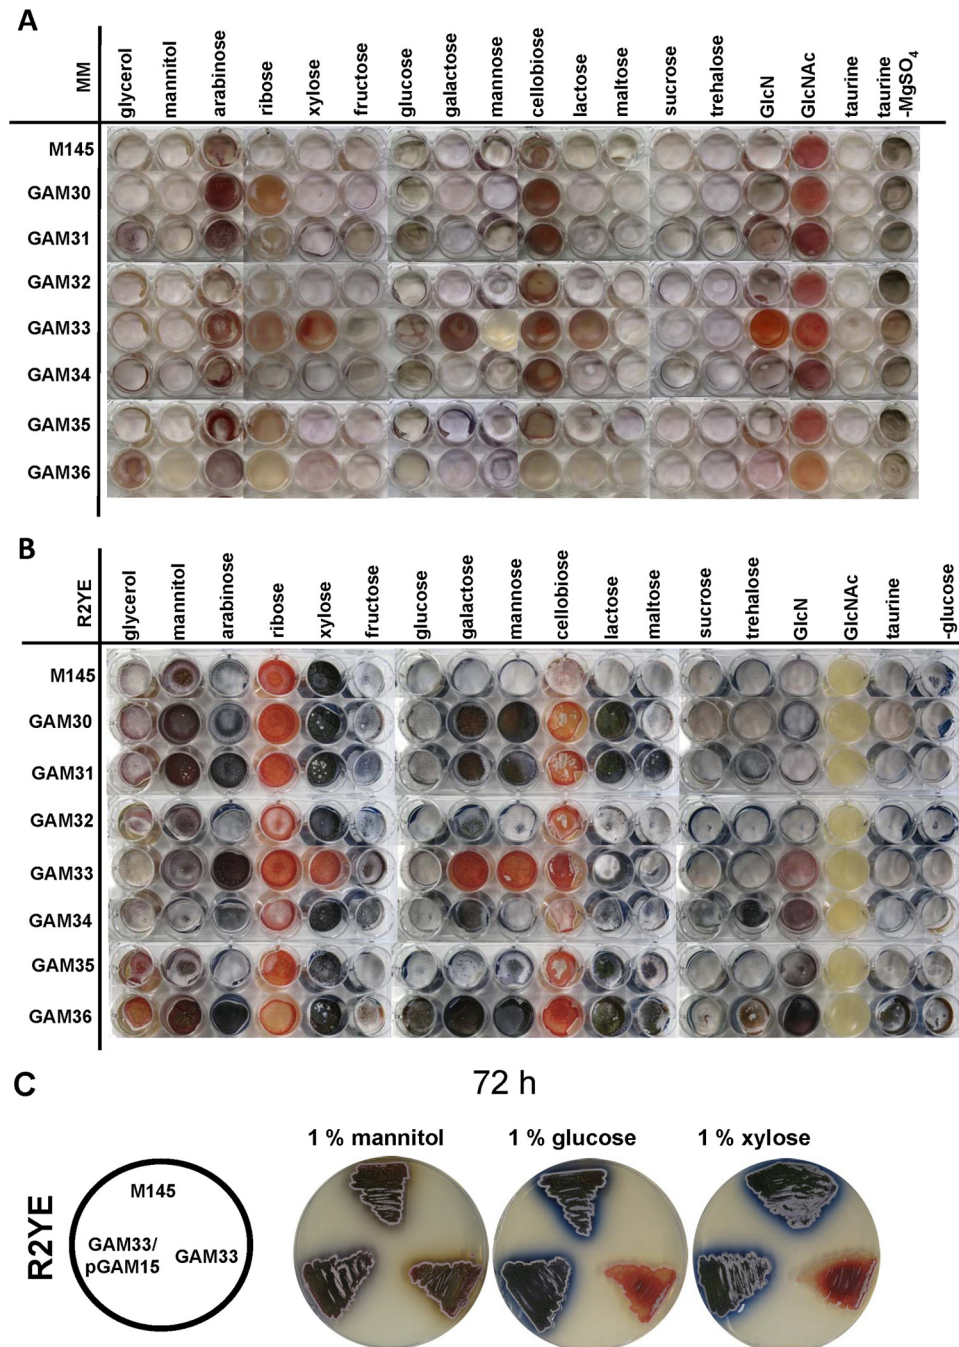 A
MM
glycerol
mannitol
arabinose
ribose
xylose
fructose
glucose
galactose
mannose
cellobiose
lactose
maltose
sucrose
trehalose
GlcN
GlcNAc
taurine
taurine
-MgSO₄
M145
GAM30
GAM31
GAM32
GAM33
GAM34
GAM35
GAM36
B
R2YE
glycerol
mannitol
arabinose
ribose
xylose
fructose
glucose
galactose
mannose
cellobiose
lactose
maltose
sucrose
trehalose
GlcN
GlcNAc
taurine
-glucose
M145
GAM30
GAM31
GAM32
GAM33
GAM34
GAM35
GAM36
C
72 h
1 % mannitol
1 % glucose
1 % xylose
R2YE
M145
GAM33/
pGAM15
GAM33